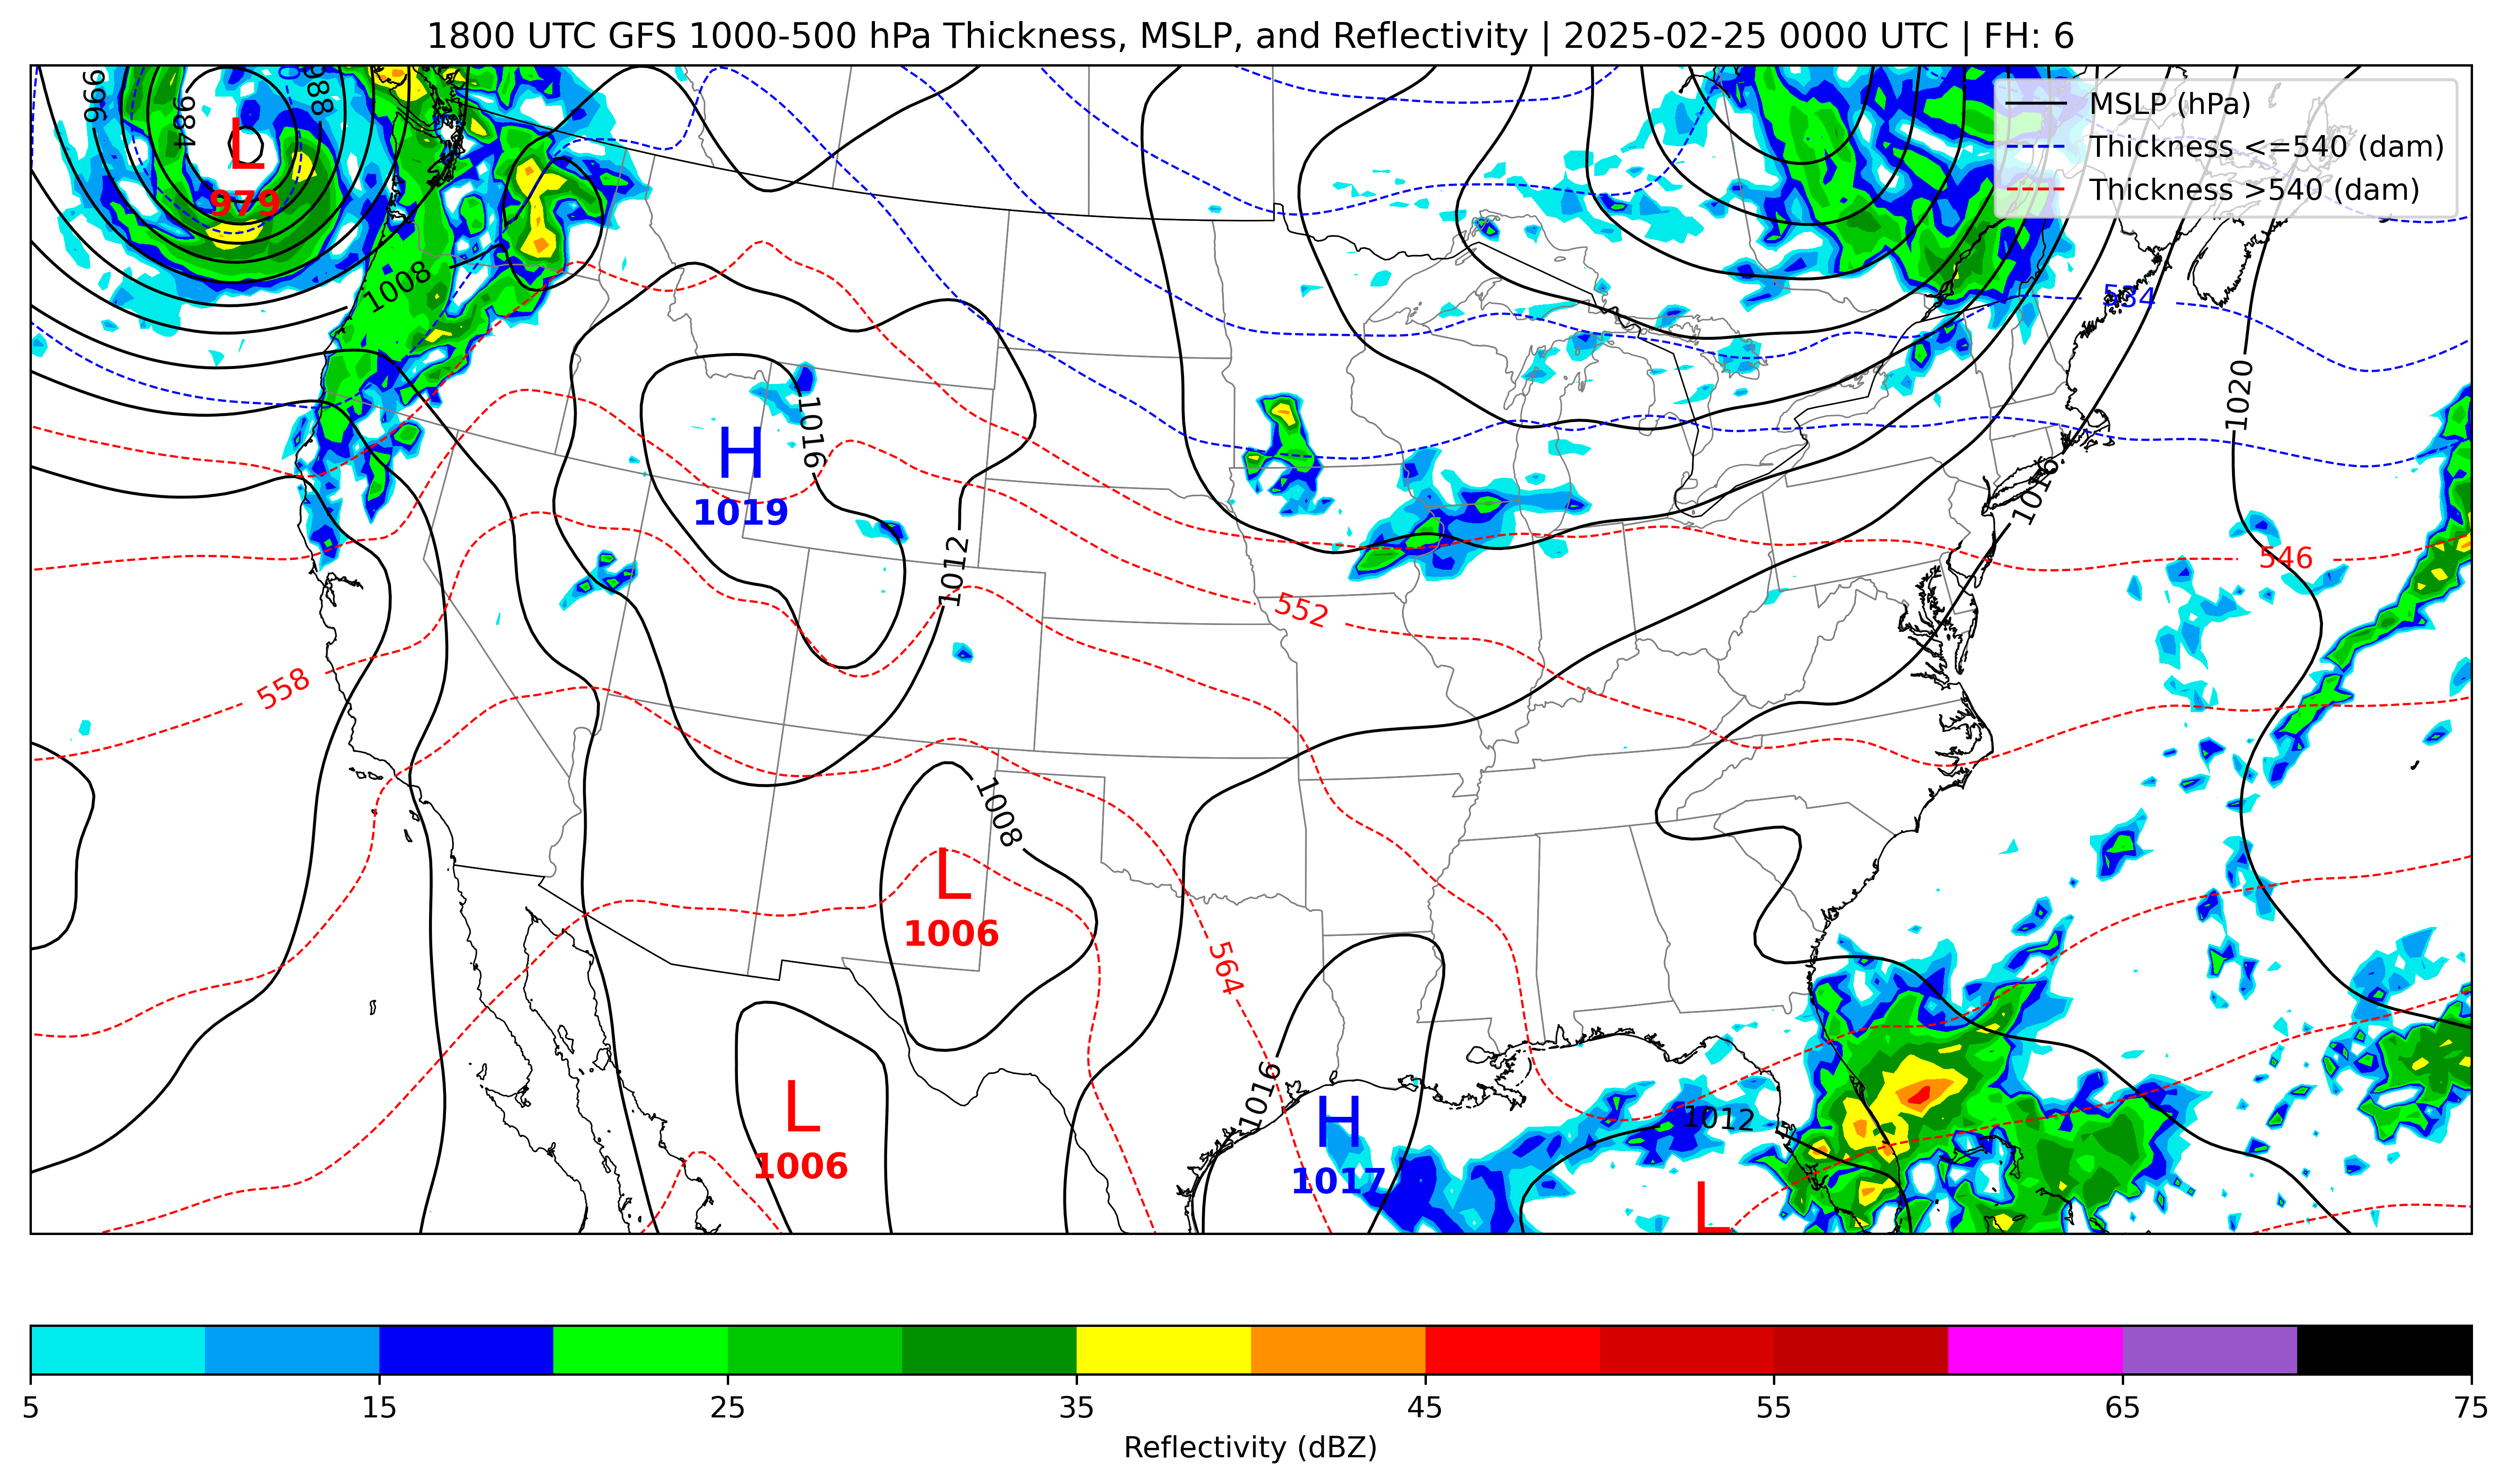 1800 UTC GFS 1000-500 hPa Thickness, MSLP, and Reflectivity | 2025-02-25 0000 UTC | FH: 6
MSLP (hPa)
Thickness <=540 (dam)
Thickness >540 (dam)
996
984
988
L
979
1008
534
1020
1016
H
1019
1016
1012
546
552
558
1008
L
1006
564
1016
H
1017
1012
L
1006
L
5 15 25 35 45 55 65 75
Reflectivity (dBZ)